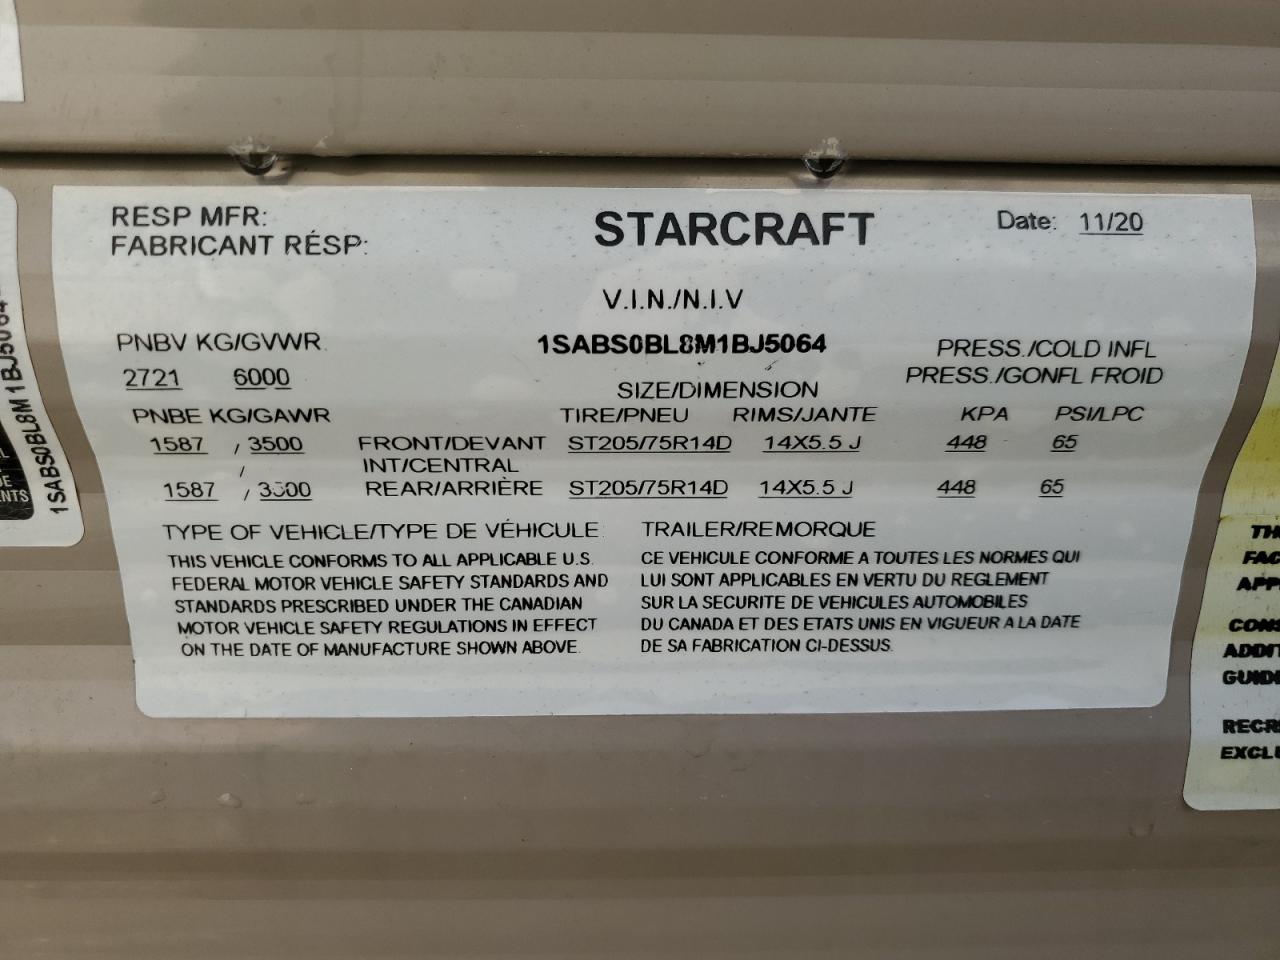 RESP MFR: STARCRAFT Date: 11/20
FABRICANT RÉSP:
V.I.N./N.I.V
PNBV KG/GVWR 1SABS0BL8M1BJ5064 PRESS./COLD INFL
2721 6000 PRESS./GONFL FROID
SIZE/DIMENSION
PNBE KG/GAWR TIRE/PNEU RIMS/JANTE KPA PSI/LPC
1587 / 3500 FRONT/DEVANT ST205/75R14D 14X5.5 J 448 65
/ INT/CENTRAL
1587 / 3500 REAR/ARRIÈRE ST205/75R14D 14X5.5 J 448 65
TYPE OF VEHICLE/TYPE DE VÉHICULE: TRAILER/REMORQUE
THIS VEHICLE CONFORMS TO ALL APPLICABLE U.S.
FEDERAL MOTOR VEHICLE SAFETY STANDARDS AND
STANDARDS PRESCRIBED UNDER THE CANADIAN
MOTOR VEHICLE SAFETY REGULATIONS IN EFFECT
ON THE DATE OF MANUFACTURE SHOWN ABOVE.
CE VEHICULE CONFORME A TOUTES LES NORMES QUI
LUI SONT APPLICABLES EN VERTU DU REGLEMENT
SUR LA SECURITE DE VEHICULES AUTOMOBILES
DU CANADA ET DES ETATS UNIS EN VIGUEUR A LA DATE
DE SA FABRICATION CI-DESSUS.
1SABS0BL8M1BJ5064